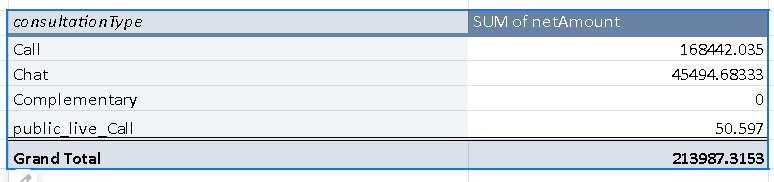 consultationType SUM of netAmount
Call 168442.035
Chat 45494.68333
Complementary 0
public_live_Call 50.597
Grand Total 213987.3153